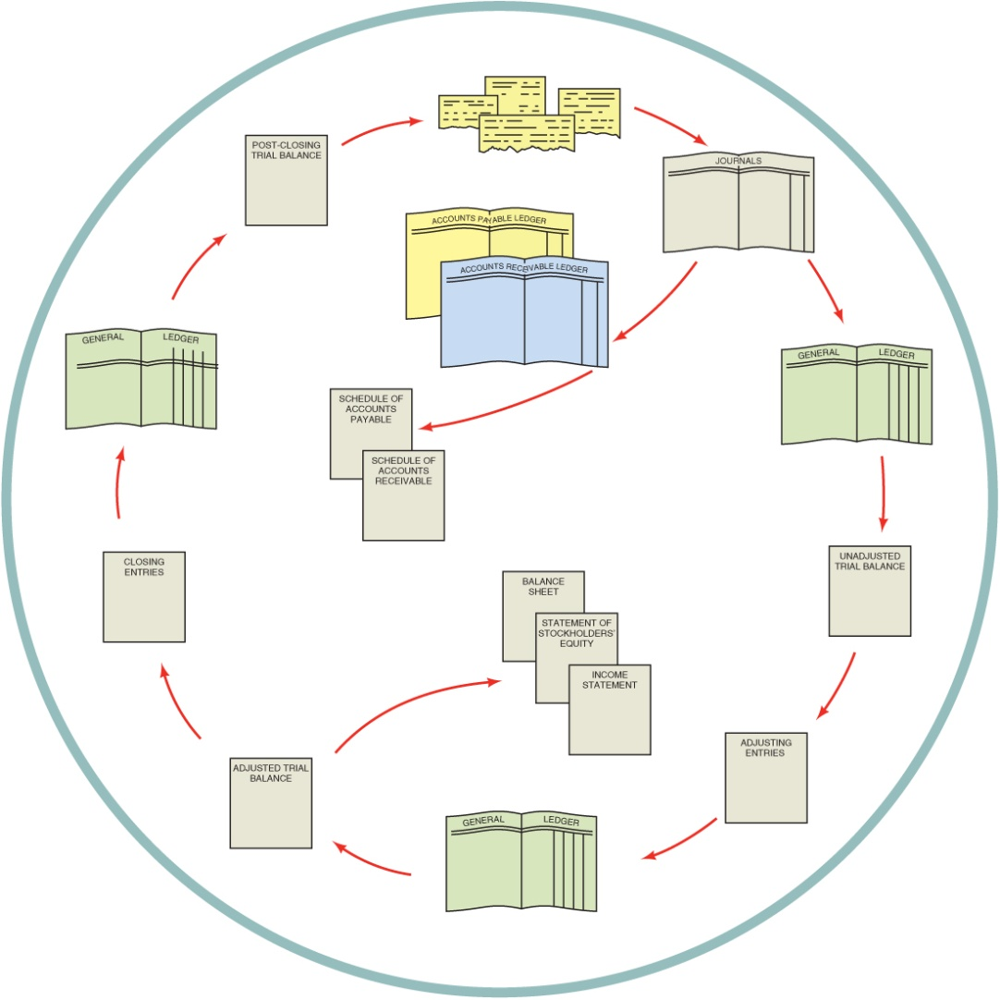 POST-CLOSING
TRIAL BALANCE
JOURNALS
ACCOUNTS PAYABLE LEDGER
ACCOUNTS RECEIVABLE LEDGER
GENERAL LEDGER
GENERAL LEDGER
SCHEDULE OF
ACCOUNTS
PAYABLE
SCHEDULE OF
ACCOUNTS
RECEIVABLE
CLOSING
ENTRIES
UNADJUSTED
TRIAL BALANCE
BALANCE
SHEET
STATEMENT OF
STOCKHOLDERS'
EQUITY
INCOME
STATEMENT
ADJUSTING
ENTRIES
ADJUSTED TRIAL
BALANCE
GENERAL LEDGER